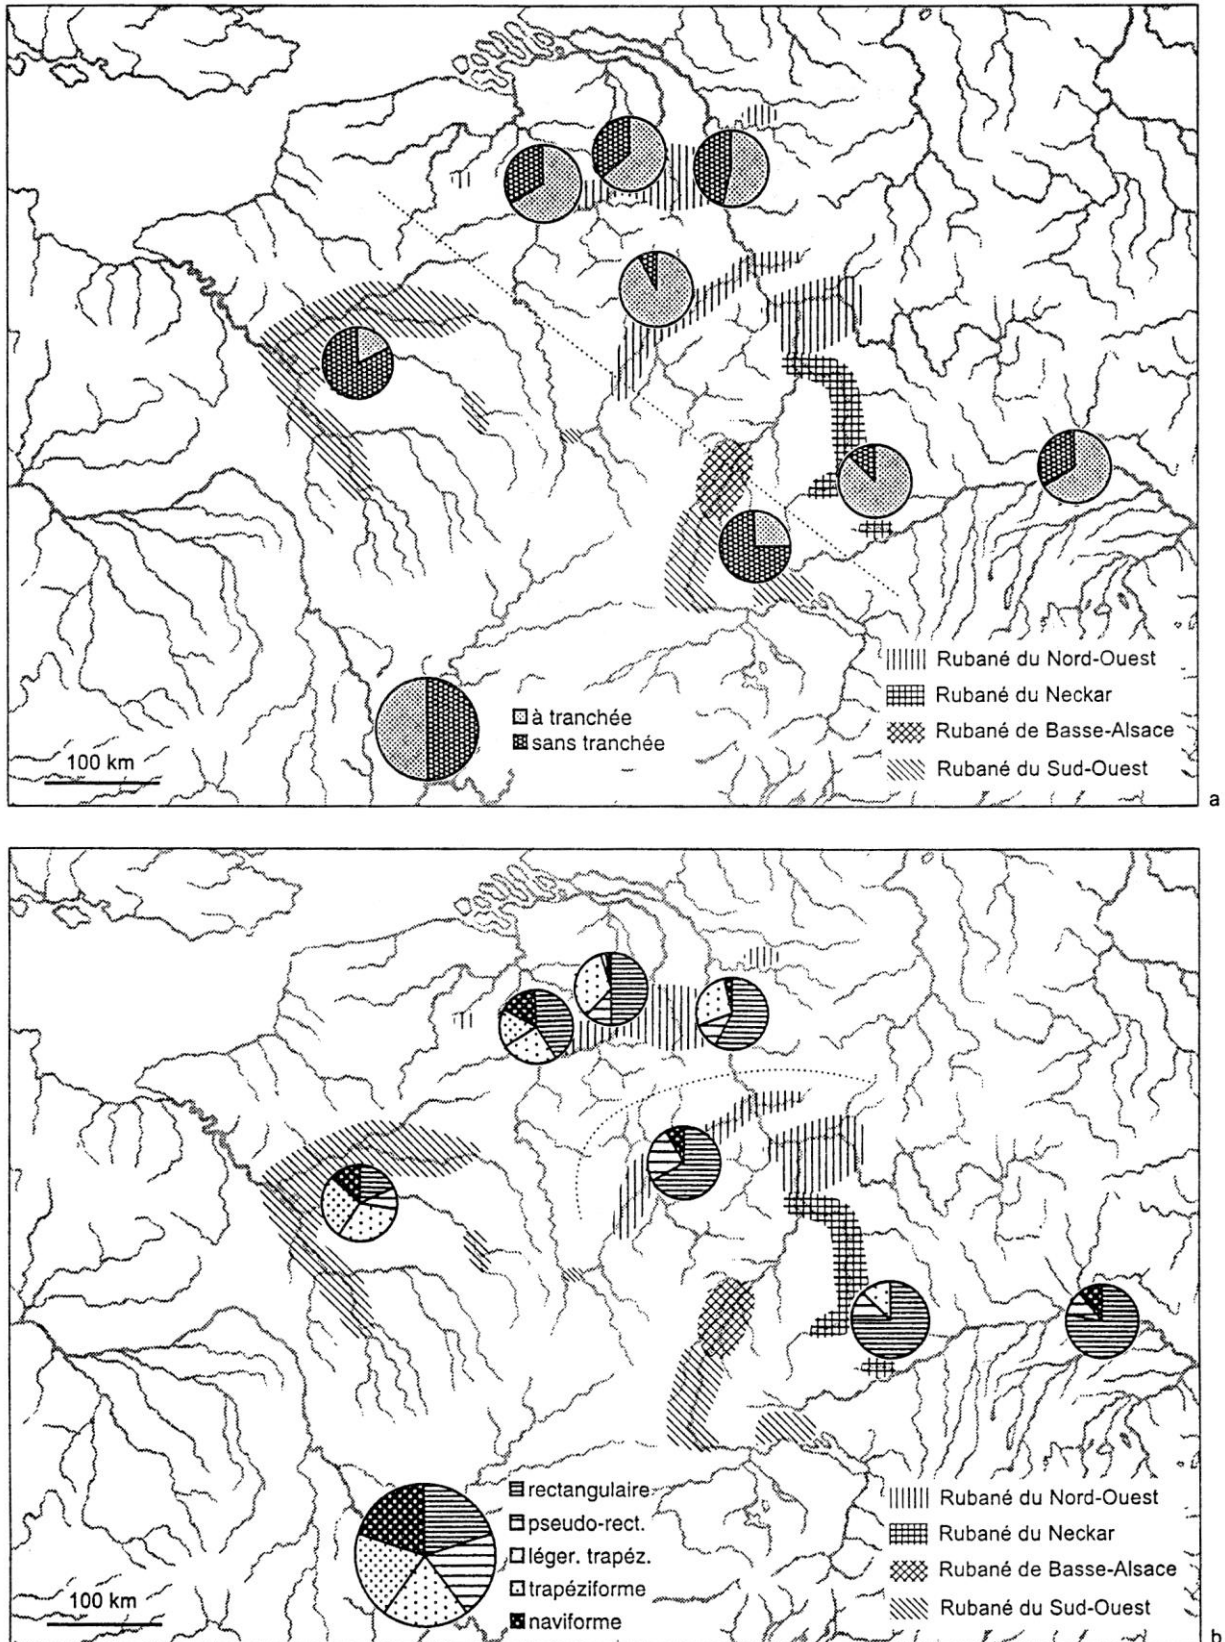 Rubané du Nord-Ouest
Rubané du Neckar
Rubané de Basse-Alsace
Rubané du Sud-Ouest
à tranchée
sans tranchée
100 km
a
rectangulaire
pseudo-rect.
léger. trapéz.
trapéziforme
naviforme
Rubané du Nord-Ouest
Rubané du Neckar
Rubané de Basse-Alsace
Rubané du Sud-Ouest
100 km
b